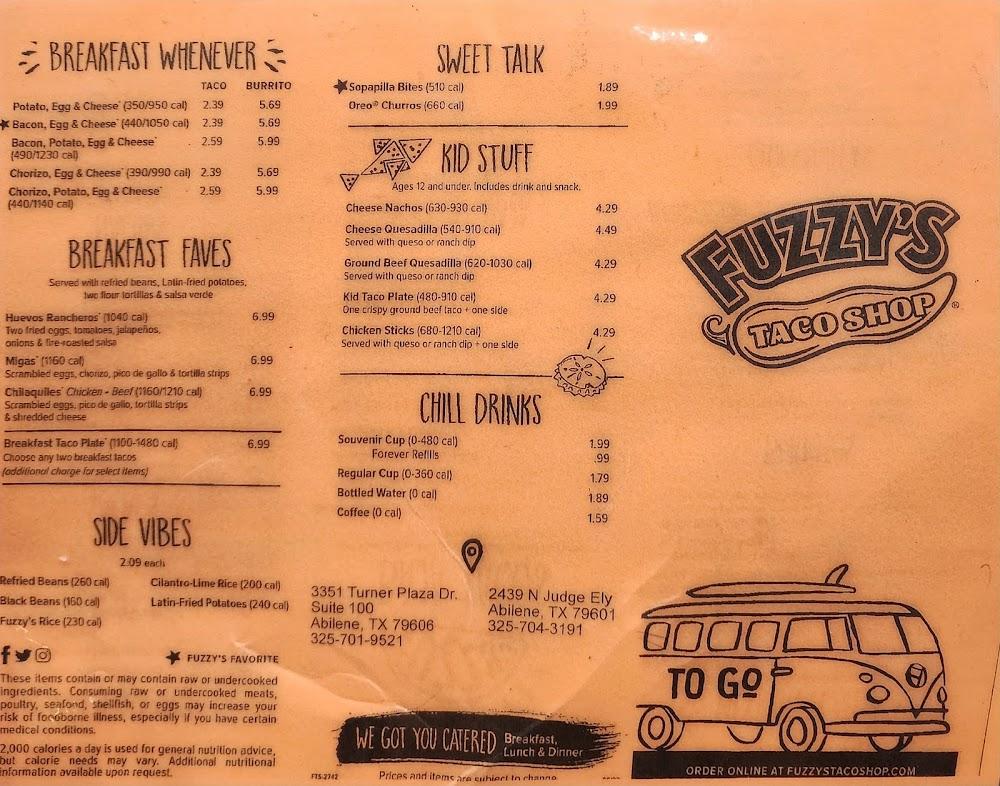 BREAKFAST WHENEVER
TACO BURRITO
Potato, Egg & Cheese* (350/950 cal) 2.39 5.69
★ Bacon, Egg & Cheese* (440/1050 cal) 2.39 5.69
Bacon, Potato, Egg & Cheese* 2.59 5.99
(490/1230 cal)
Chorizo, Egg & Cheese* (390/990 cal) 2.39 5.69
Chorizo, Potato, Egg & Cheese* 2.59 5.99
(440/1140 cal)
BREAKFAST FAVES
Served with refried beans, Latin-fried potatoes,
two flour tortillas & salsa verde
Huevos Rancheros* (1040 cal) 6.99
Two fried eggs, tomatoes, jalapeños,
onions & fire-roasted salsa
Migas* (1160 cal) 6.99
Scrambled eggs, chorizo, pico de gallo & tortilla strips
Chilaquiles* Chicken - Beef (1160/1210 cal) 6.99
Scrambled eggs, pico de gallo, tortilla strips
& shredded cheese
Breakfast Taco Plate* (1100-1480 cal) 6.99
Choose any two breakfast tacos
(additional charge for select items)
SIDE VIBES
2.09 each
Refried Beans (260 cal) Cilantro-Lime Rice (200 cal)
Black Beans (160 cal) Latin-Fried Potatoes (240 cal)
Fuzzy's Rice (230 cal)
★ FUZZY'S FAVORITE
These items contain or may contain raw or undercooked
ingredients. Consuming raw or undercooked meats,
poultry, seafood, shellfish, or eggs may increase your
risk of foodborne illness, especially if you have certain
medical conditions.
2,000 calories a day is used for general nutrition advice,
but calorie needs may vary. Additional nutritional
information available upon request.
SWEET TALK
★ Sopapilla Bites (510 cal) 1.89
Oreo® Churros (660 cal) 1.99
KID STUFF
Ages 12 and under. Includes drink and snack.
Cheese Nachos (630-930 cal) 4.29
Cheese Quesadilla (540-910 cal) 4.49
Served with queso or ranch dip
Ground Beef Quesadilla (620-1030 cal) 4.29
Served with queso or ranch dip
Kid Taco Plate (480-910 cal) 4.29
One crispy ground beef taco + one side
Chicken Sticks (680-1210 cal) 4.29
Served with queso or ranch dip + one side
CHILL DRINKS
Souvenir Cup (0-480 cal) 1.99
Forever Refills .99
Regular Cup (0-360 cal) 1.79
Bottled Water (0 cal) 1.89
Coffee (0 cal) 1.59
3351 Turner Plaza Dr.
Suite 100
Abilene, TX 79606
325-701-9521
2439 N Judge Ely
Abilene, TX 79601
325-704-3191
WE GOT YOU CATERED Breakfast,
Lunch & Dinner
FTS-2742 Prices and items are subject to change.
FUZZY'S
TACO SHOP®
TO GO
ORDER ONLINE AT FUZZYSTACOSHOP.COM